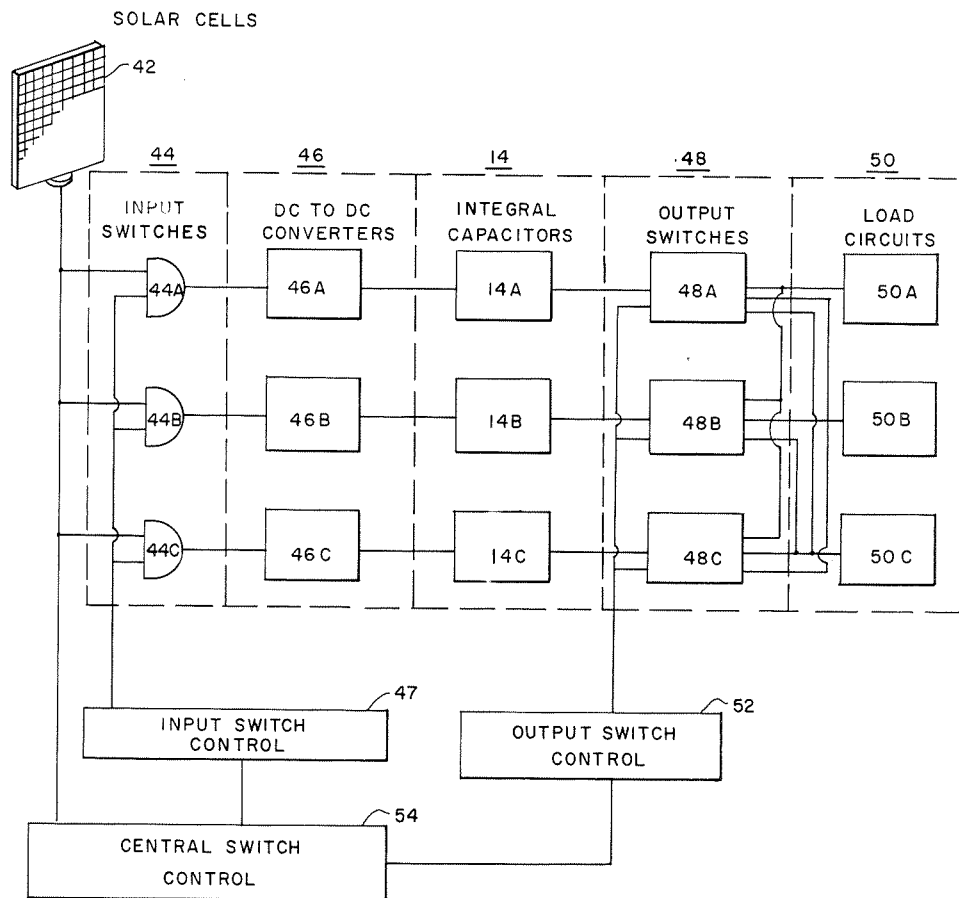 SOLAR CELLS
42
44
46
14
48
50
INPUT
SWITCHES
DC TO DC
CONVERTERS
INTEGRAL
CAPACITORS
OUTPUT
SWITCHES
LOAD
CIRCUITS
44A
46A
14A
48A
50A
44B
46B
14B
48B
50B
44C
46C
14C
48C
50C
47
INPUT SWITCH
CONTROL
52
OUTPUT SWITCH
CONTROL
54
CENTRAL SWITCH
CONTROL